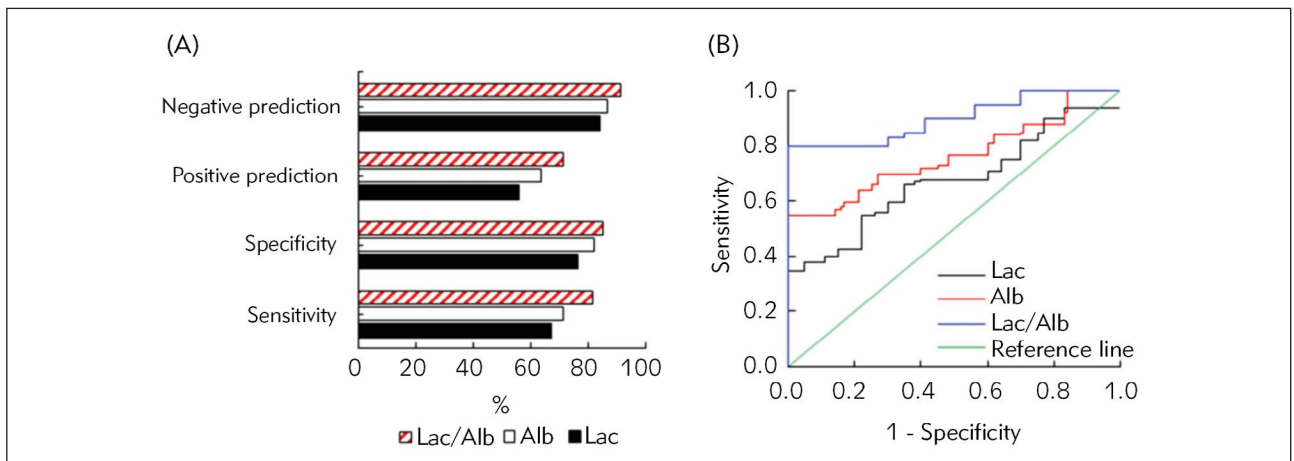 (A)
Negative prediction
Positive prediction
Specificity
Sensitivity
0 20 40 60 80 100
%
Lac/Alb Alb Lac
(B)
1.0
0.8
0.6
0.4
0.2
0.0
Sensitivity
Lac
Alb
Lac/Alb
Reference line
0.0 0.2 0.4 0.6 0.8 1.0
1 - Specificity